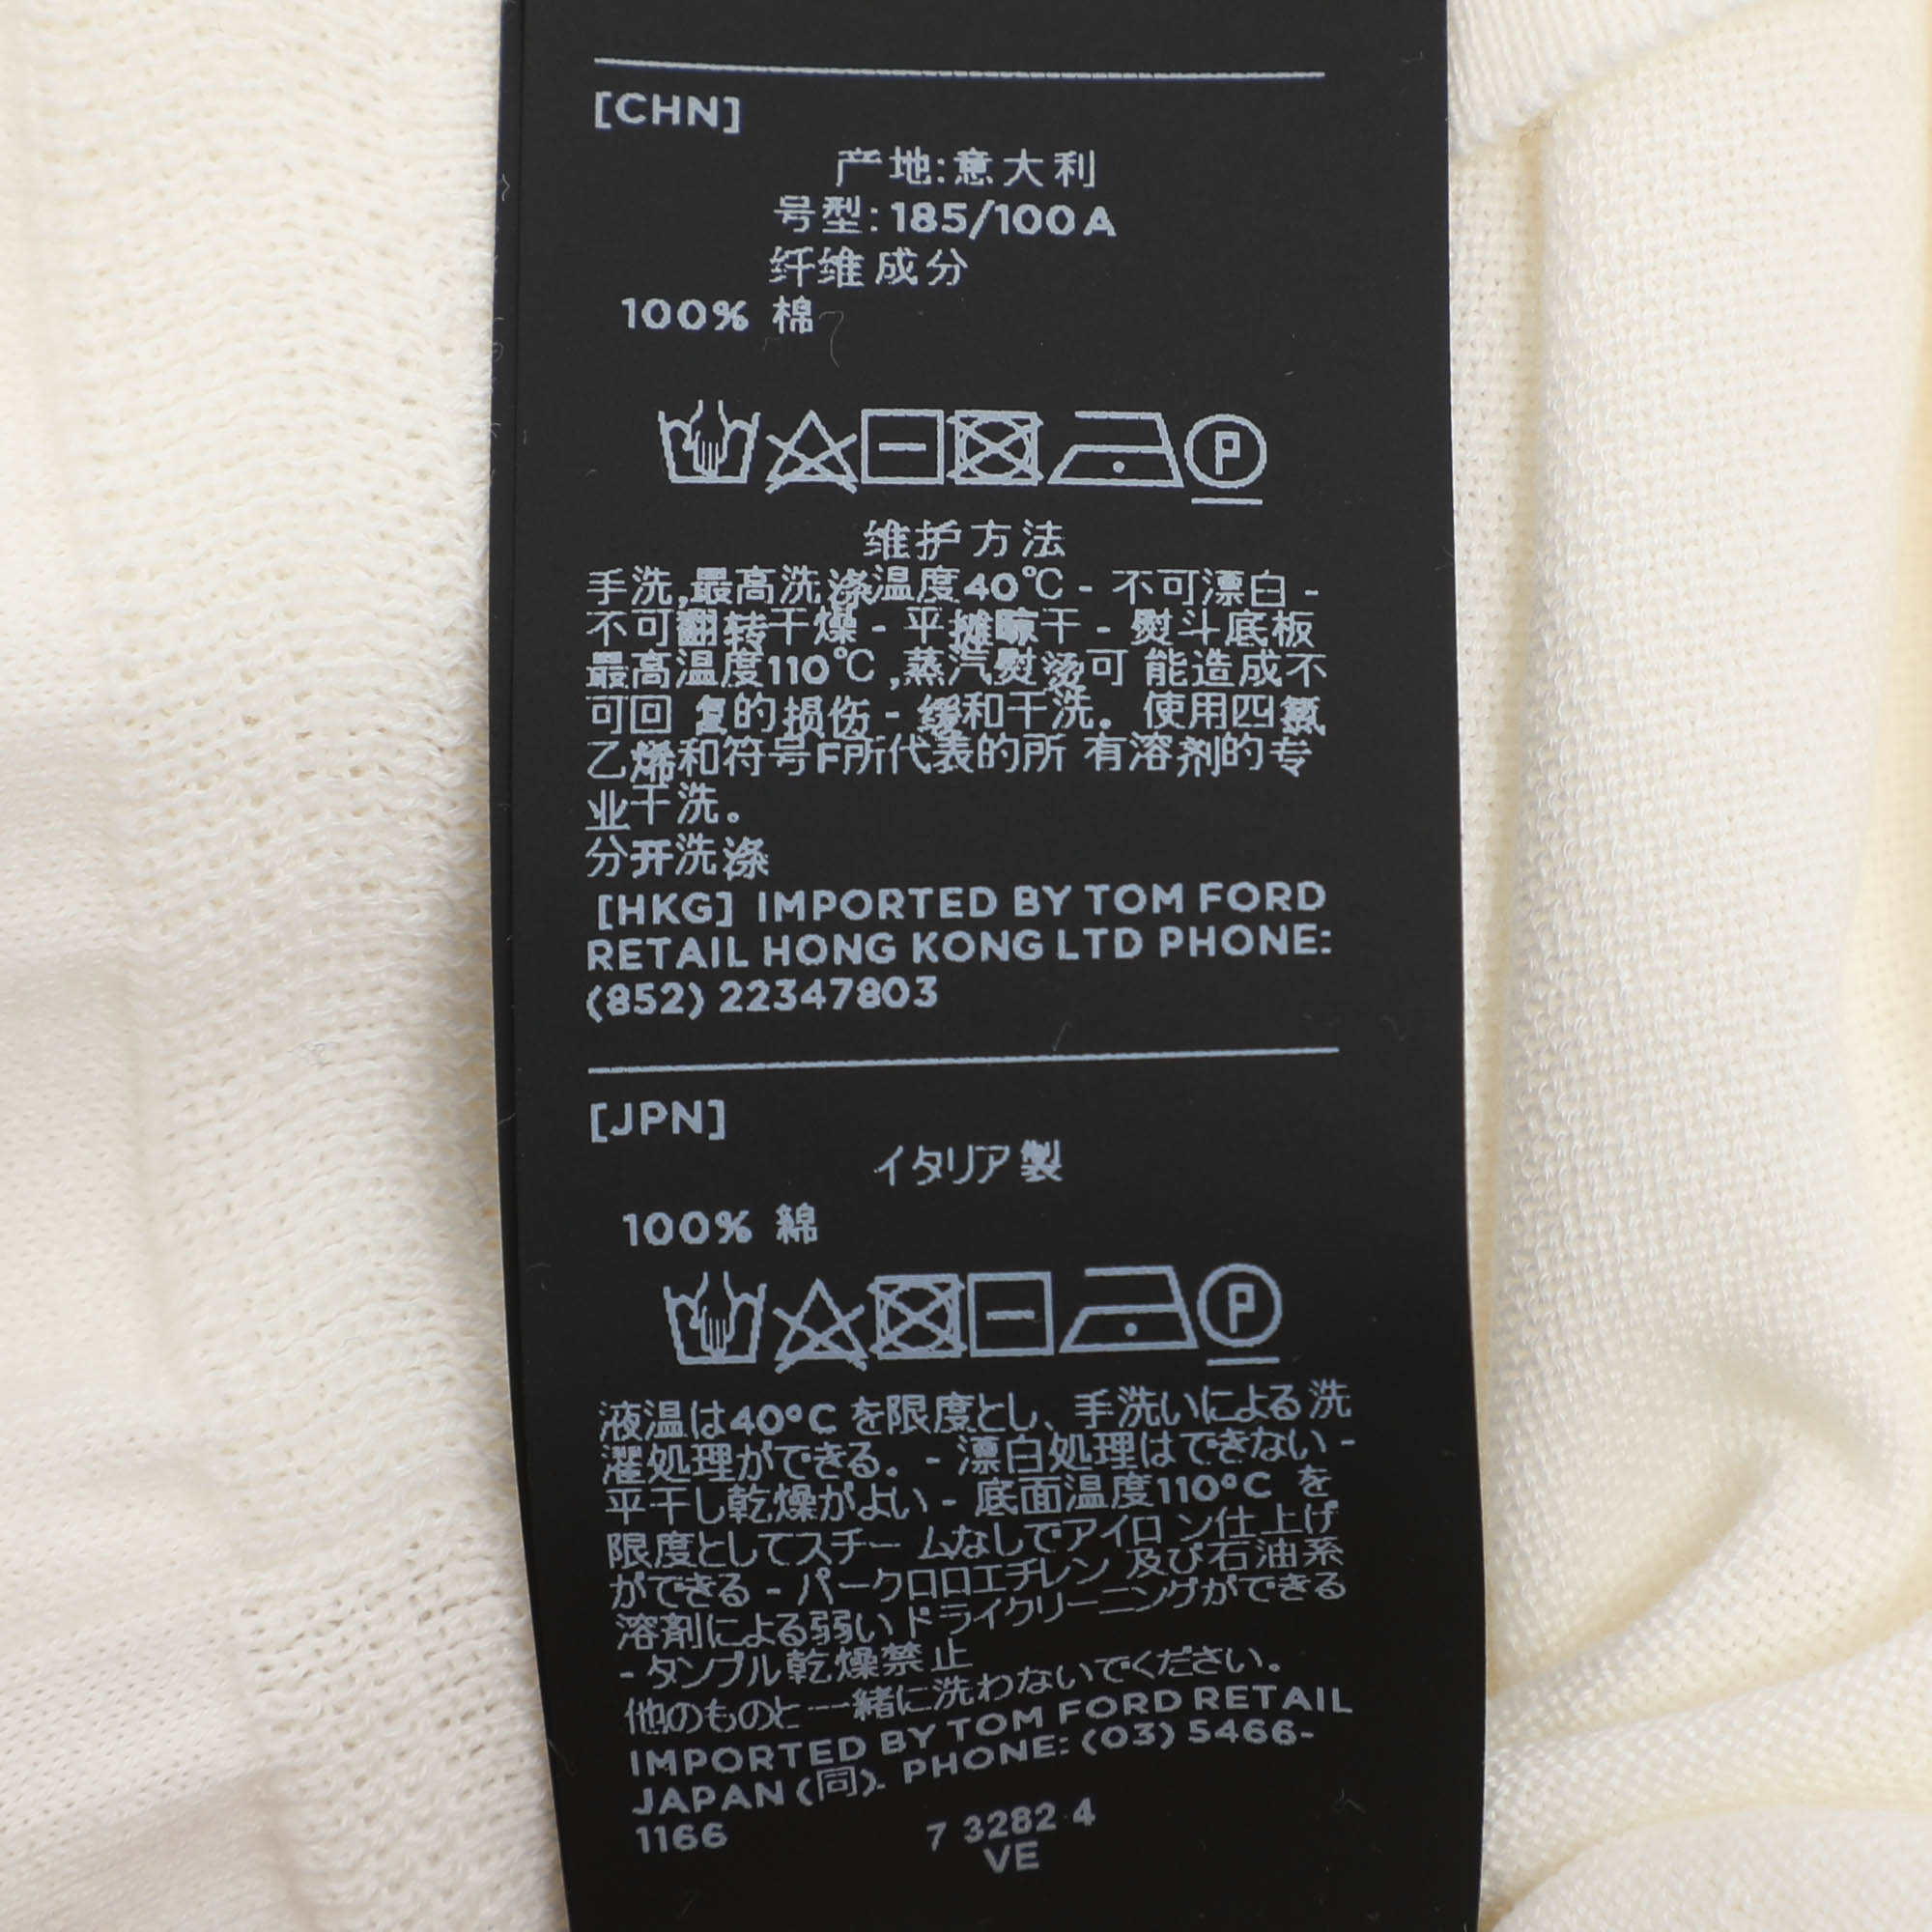 [CHN]
产地:意大利
号型: 185/100A
纤维成分
100% 棉
维护方法
手洗,最高洗涤温度40℃ - 不可漂白 -
不可翻转干燥 - 平摊晾干 - 熨斗底板
最高温度110℃ ,蒸汽熨烫可 能造成不
可回 复的损伤 - 缓和干洗。 使用四氯
乙烯和符号F所代表的所 有溶剂的专
业干洗。
分开洗涤
[HKG] IMPORTED BY TOM FORD
RETAIL HONG KONG LTD PHONE:
(852) 22347803
[JPN]
イタリア製
100% 綿
液温は40°C を限度とし、手洗いによる 洗
濯処理ができる。 - 漂白処理はできない -
平干し乾燥がよい - 底面温度110°C を
限度としてスチー ムなしでアイロ ン仕 上げ
ができる - パークロロエチレン 及び石油系
溶剤による弱い ドライクリーニングができる
- タンブル乾燥禁止
他のものと一緒に洗わないでください。
IMPORTED BY TOM FORD RETAIL
JAPAN (同). PHONE: (03) 5466-
1166
7 3282 4
VE